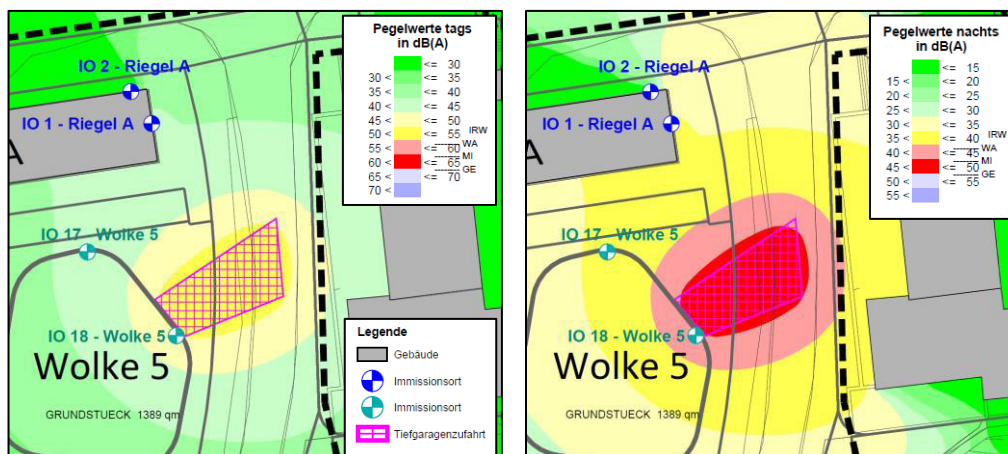 IO 2 - Riegel A
IO 1 - Riegel A
A
IO 17 - Wolke 5
IO 18 - Wolke 5
Wolke 5
GRUNDSTUECK 1389 qm
Pegelwerte tags
in dB(A)
<= 30
30 < <= 35
35 < <= 40
40 < <= 45
45 < <= 50
50 < <= 55 IRW
55 < <= 60 WA
60 < <= 65 MI
65 < <= 70 GE
70 <
Legende
Gebäude
Immissionsort
Immissionsort
Tiefgaragenzufahrt
IO 2 - Riegel A
IO 1 - Riegel A
A
IO 17 - Wolke 5
IO 18 - Wolke 5
Wolke 5
GRUNDSTUECK 1389 qm
Pegelwerte nachts
in dB(A)
<= 15
15 < <= 20
20 < <= 25
25 < <= 30
30 < <= 35
35 < <= 40 IRW
40 < <= 45 WA
45 < <= 50 MI
50 < <= 55 GE
55 <